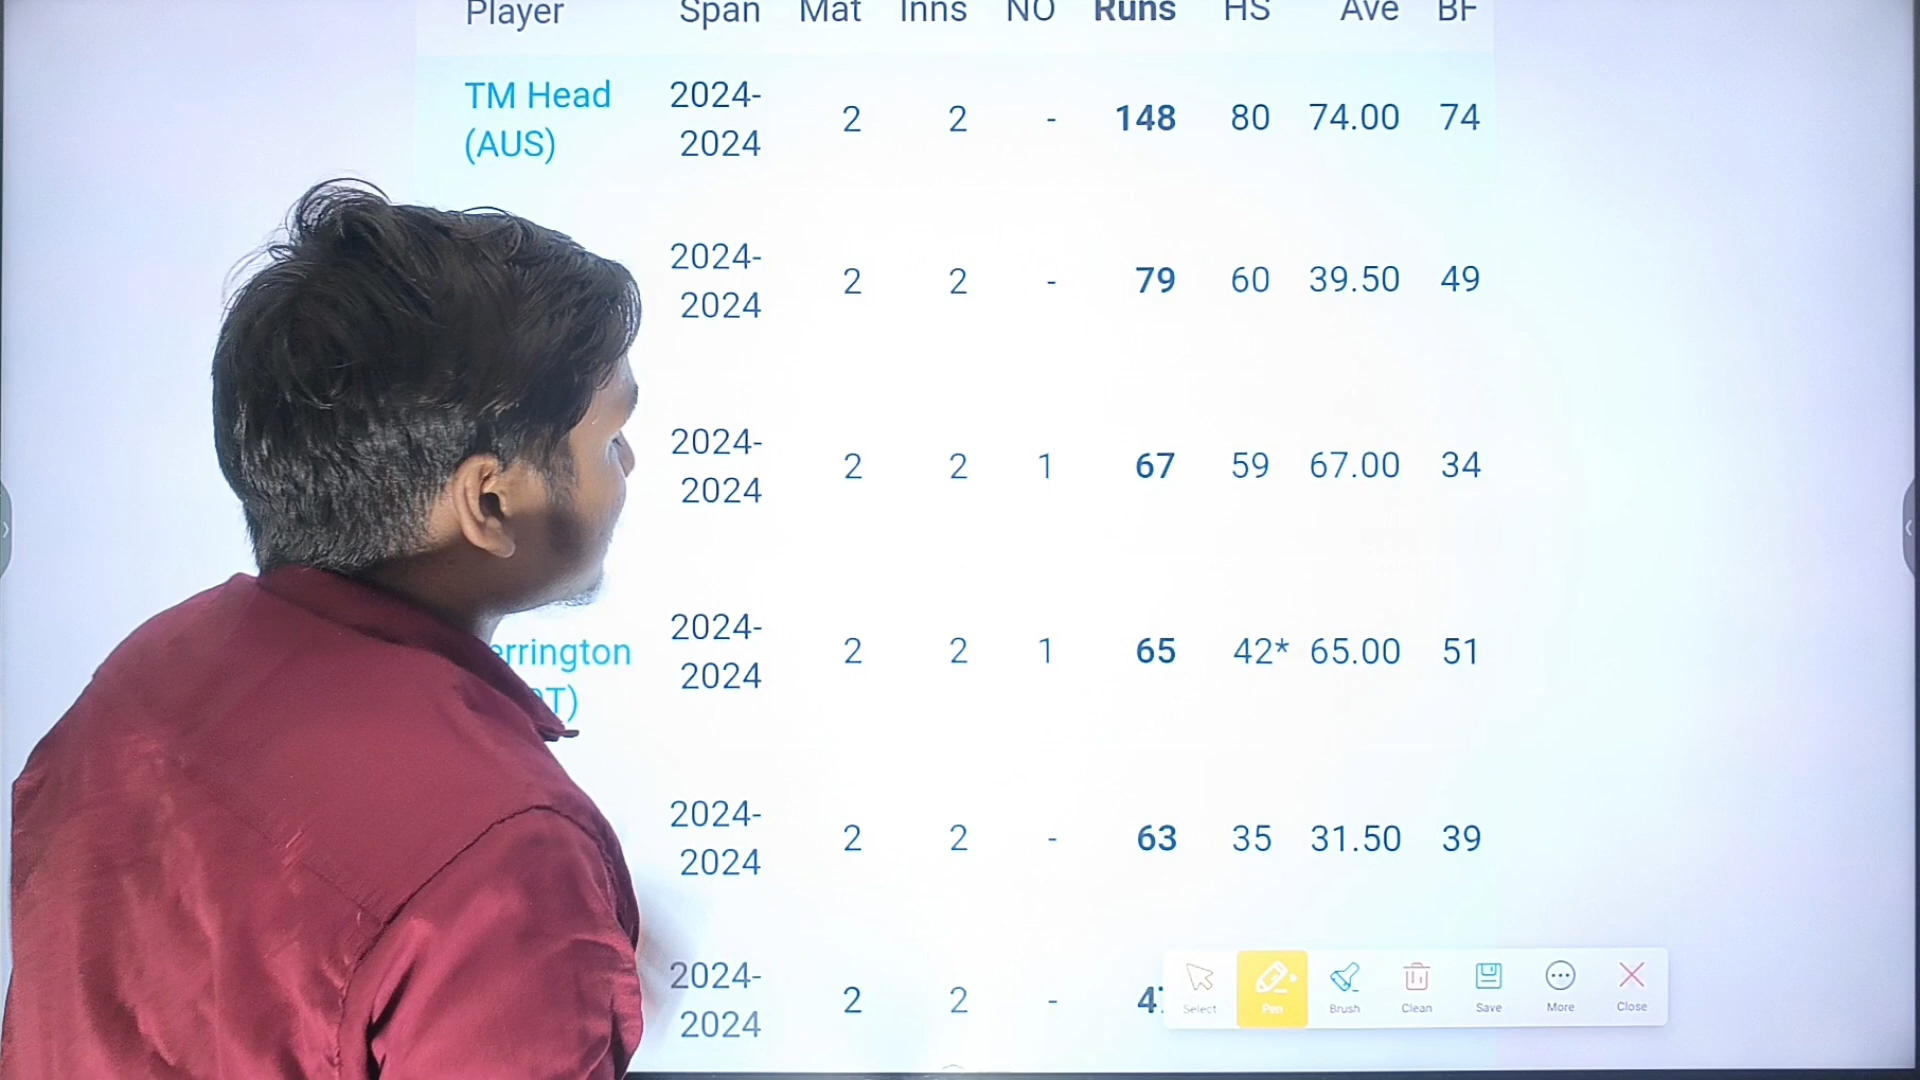 Player Span Mat Inns NO Runs HS Ave BF
TM Head 2024-
(AUS) 2024 2 2 - 148 80 74.00 74
2024-
2024 2 2 - 79 60 39.50 49
2024-
2024 2 2 1 67 59 67.00 34
errington 2024-
T) 2024 2 2 1 65 42* 65.00 51
2024-
2024 2 2 - 63 35 31.50 39
2024-
2024 2 2 - 47
Select Pen Brush Clean Save More Close